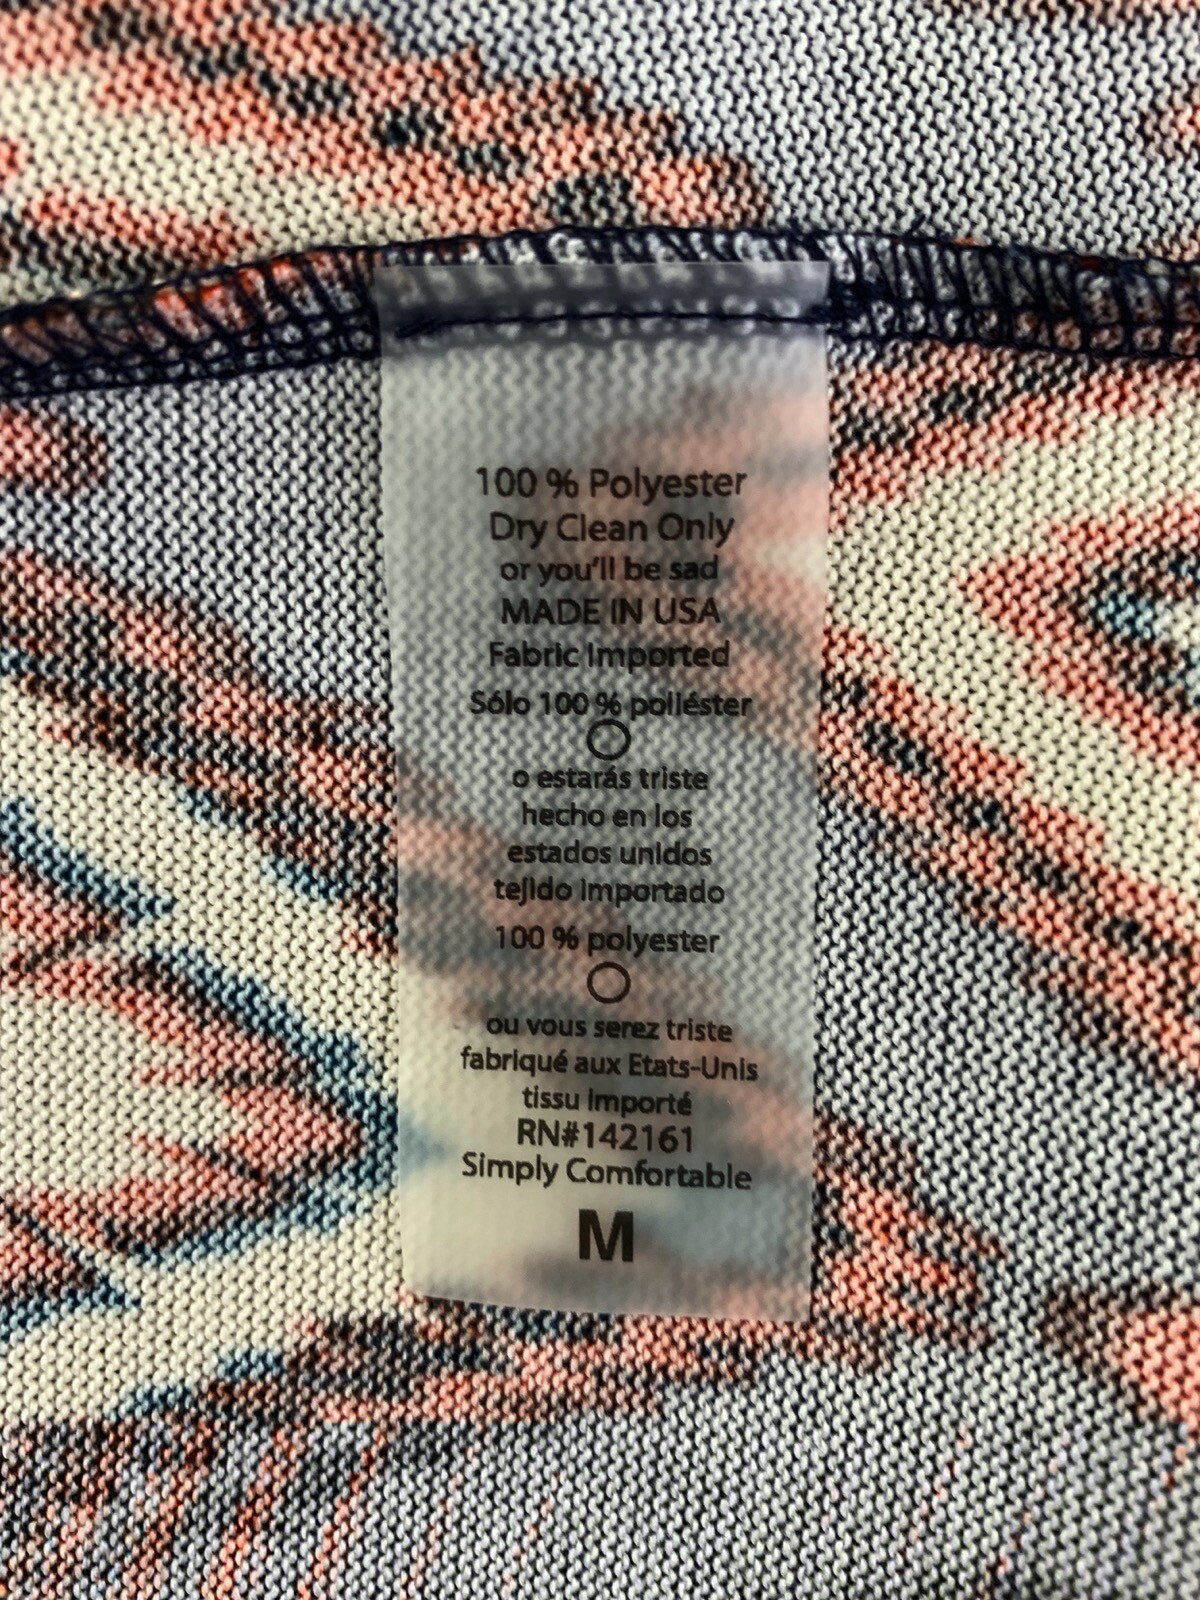 100 % Polyester
Dry Clean Only
or you'll be sad
MADE IN USA
Fabric Imported
Sólo 100 % poliéster
o estarás triste
hecho en los
estados unidos
tejido importado
100 % polyester
ou vous serez triste
fabriqué aux Etats-Unis
tissu importé
RN#142161
Simply Comfortable
M